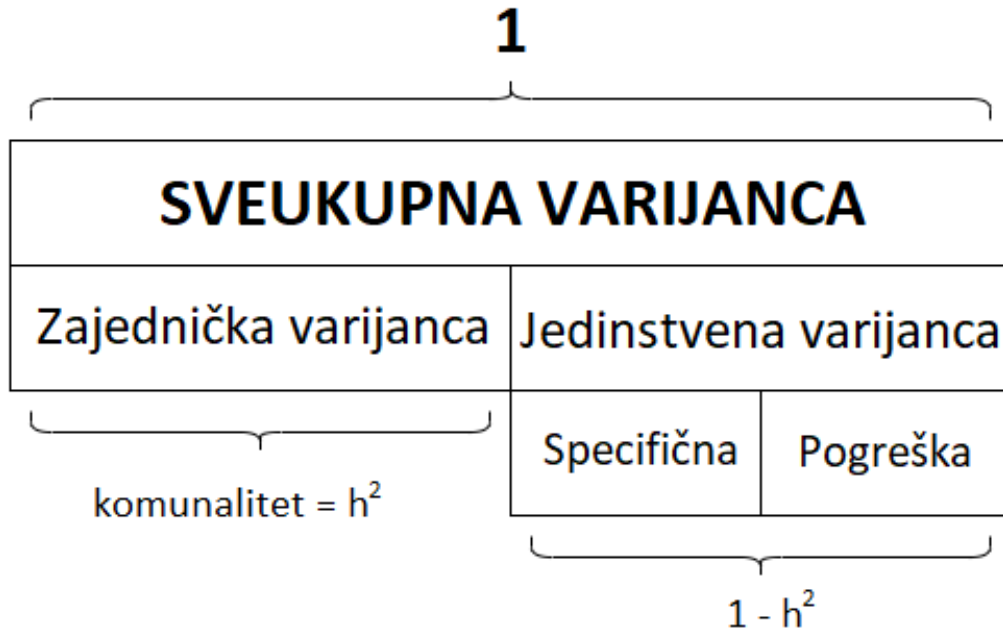 1
SVEUKUPNA VARIJANCA
Zajednička varijanca
Jedinstvena varijanca
Specifična
Pogreška
komunalitet = h²
1 - h²